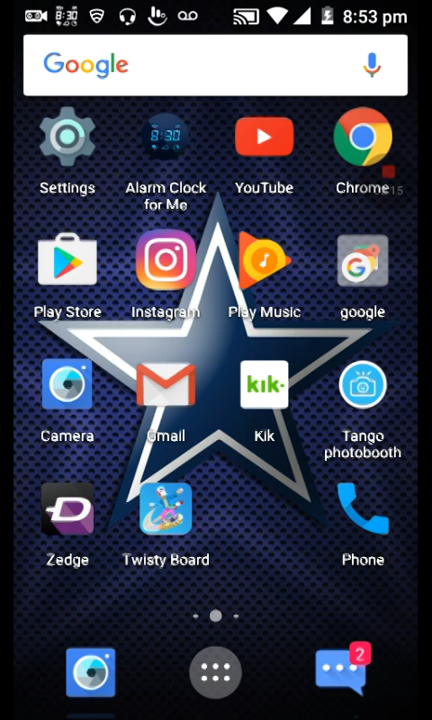 8:30
8:53 pm
Google
8:30
Settings
Alarm Clock
for Me
YouTube
Chrome
Play Store
Instagram
Play Music
google
Camera
Gmail
kik
Kik
Tango
photobooth
Zedge
Twisty Board
Phone
2